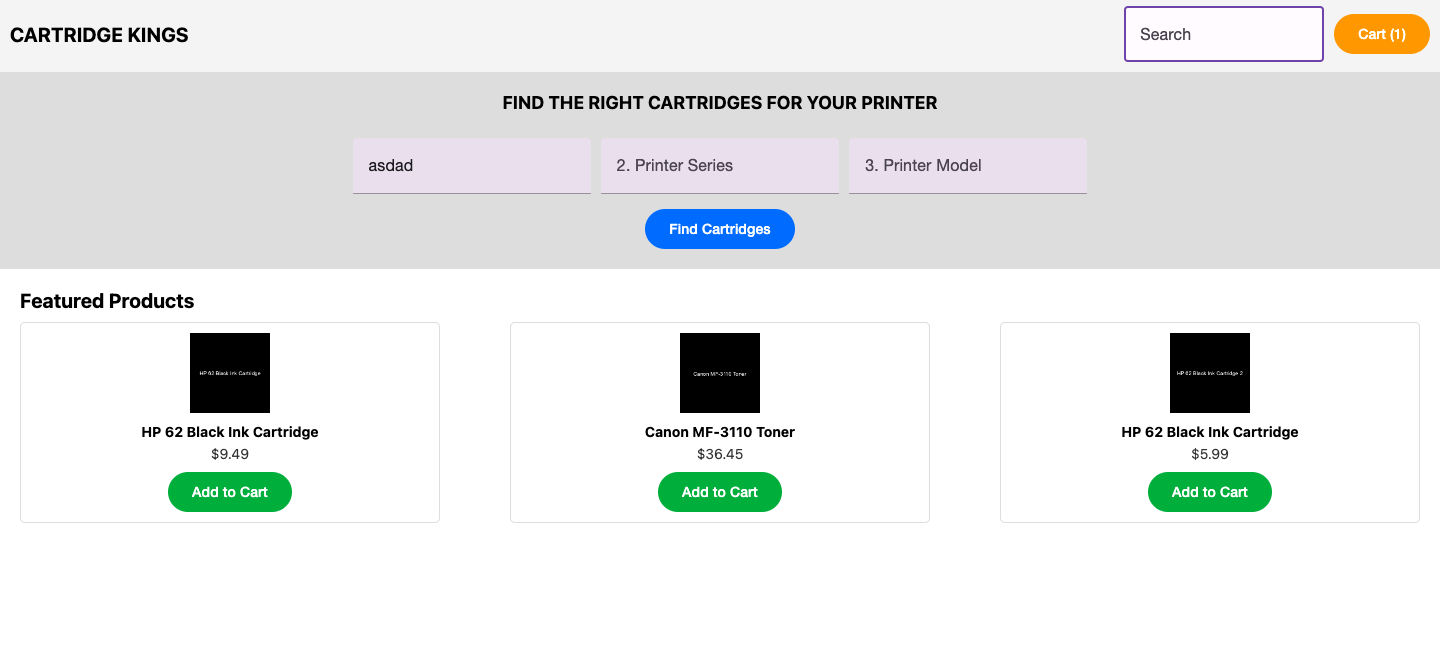 CARTRIDGE KINGS
Search
Cart (1)
FIND THE RIGHT CARTRIDGES FOR YOUR PRINTER
asdad
2. Printer Series
3. Printer Model
Find Cartridges
Featured Products
HP 62 Black Ink Cartridge
HP 62 Black Ink Cartridge
$9.49
Add to Cart
Canon MF-3110 Toner
Canon MF-3110 Toner
$36.45
Add to Cart
HP 62 Black Ink Cartridge 2
HP 62 Black Ink Cartridge
$5.99
Add to Cart